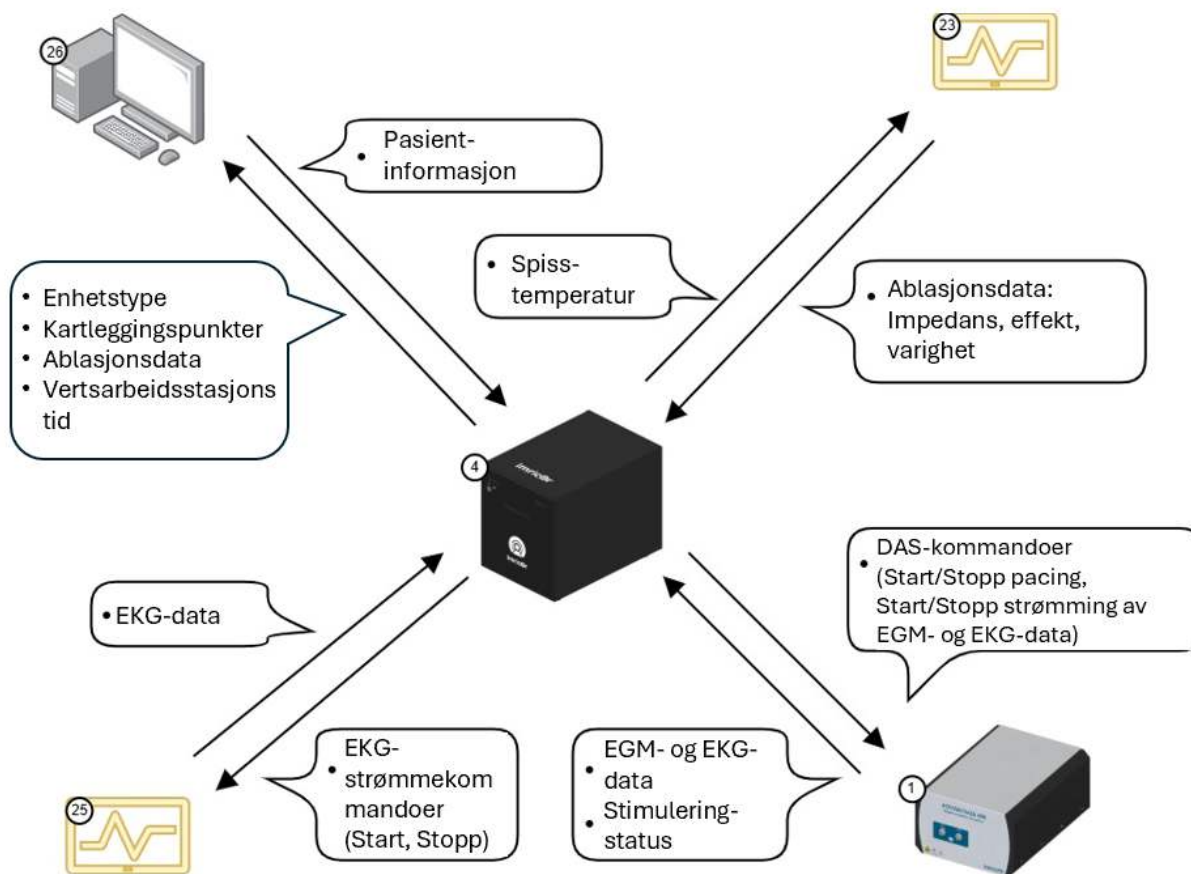 26
23
• Pasient-
informasjon
• Spiss-
temperatur
• Enhetstype
• Kartleggingspunkter
• Ablasjonsdata
• Vertsarbeidsstasjons
tid
• Ablasjonsdata:
Impedans, effekt,
varighet
4
imricor
imricor
• DAS-kommandoer
(Start/Stopp pacing,
Start/Stopp strømming av
EGM- og EKG-data)
• EKG-data
• EKG-
strømmekom
mandoer
(Start, Stopp)
• EGM- og EKG-
data
• Stimulering-
status
25
1